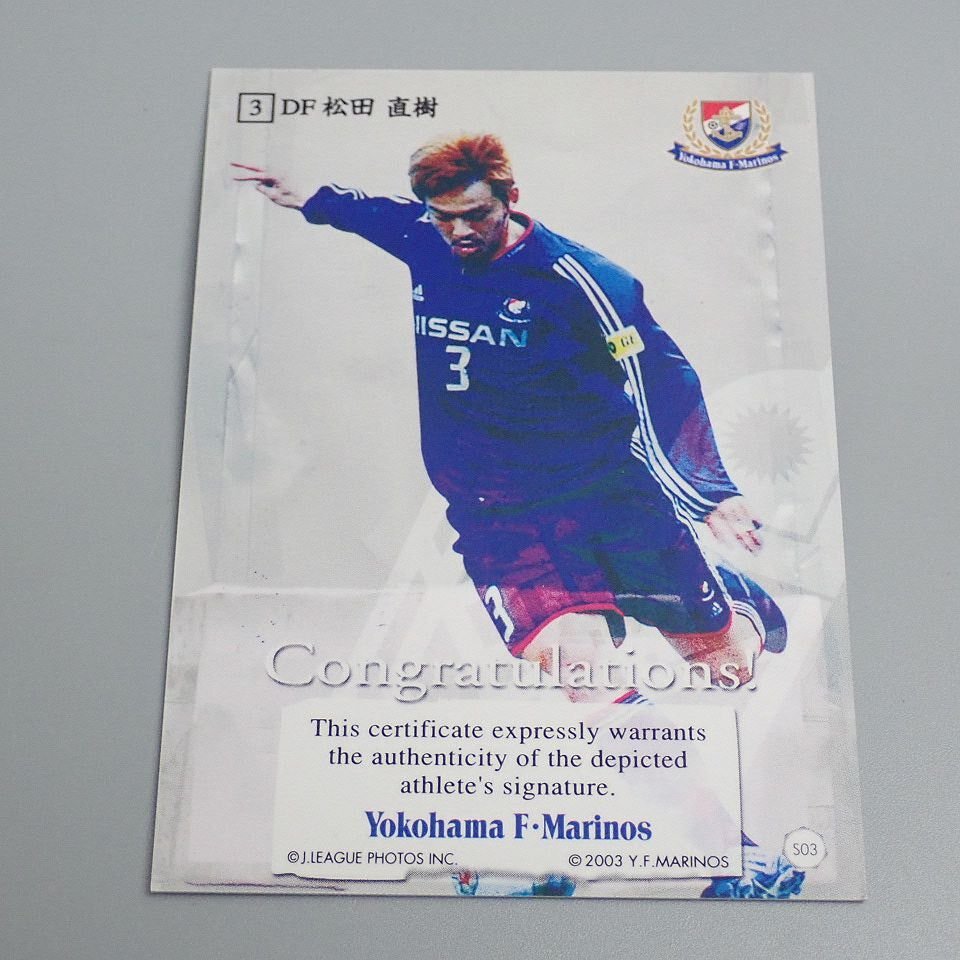 3 DF 松田 直樹
Yokohama F·Marinos
NISSAN
3
3
Congratulations!
This certificate expressly warrants
the authenticity of the depicted
athlete's signature.
Yokohama F·Marinos
©J.LEAGUE PHOTOS INC. ©2003 Y.F.MARINOS
S03